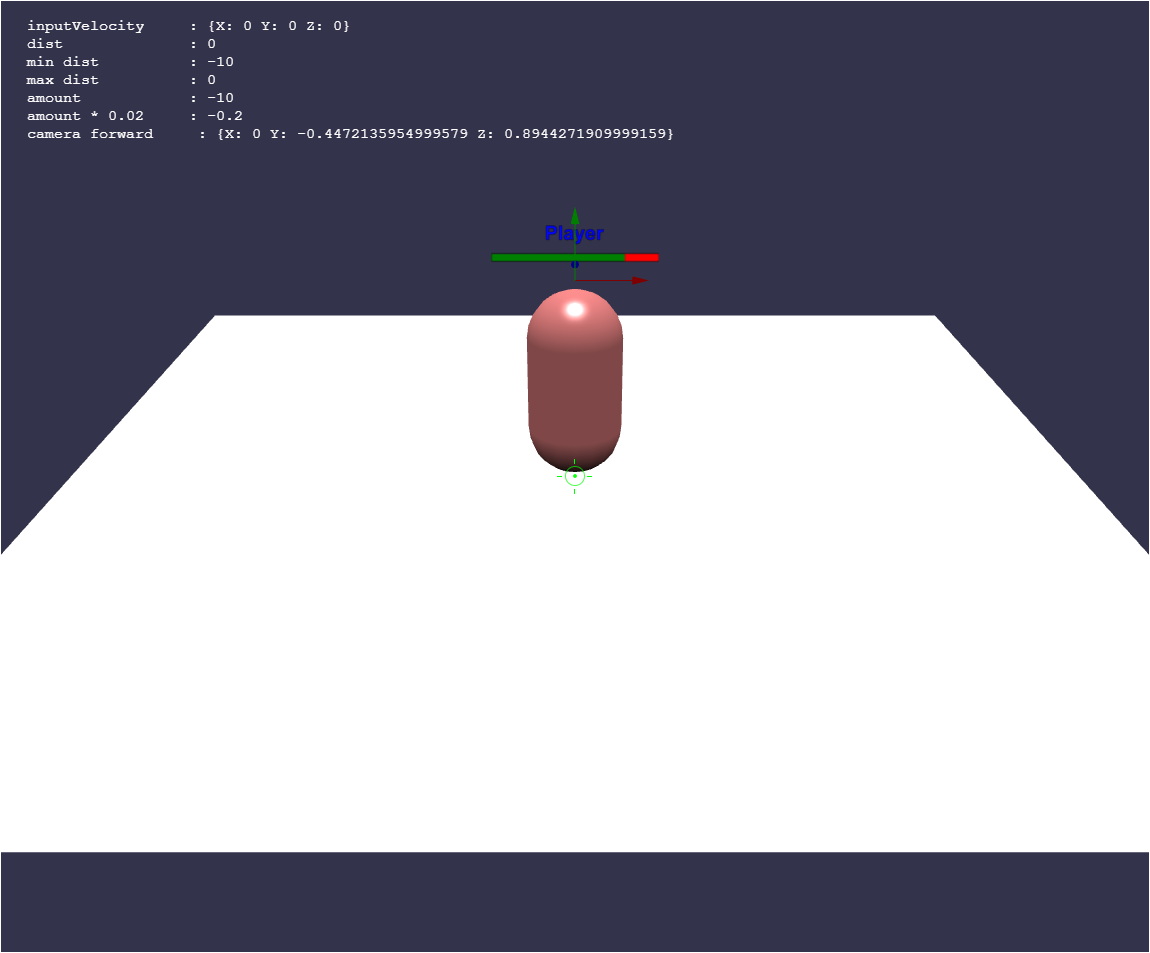 inputVelocity : {X: 0 Y: 0 Z: 0}
dist : 0
min dist : -10
max dist : 0
amount : -10
amount * 0.02 : -0.2
camera forward : {X: 0 Y: -0.4472135954999579 Z: 0.8944271909999159}
Player